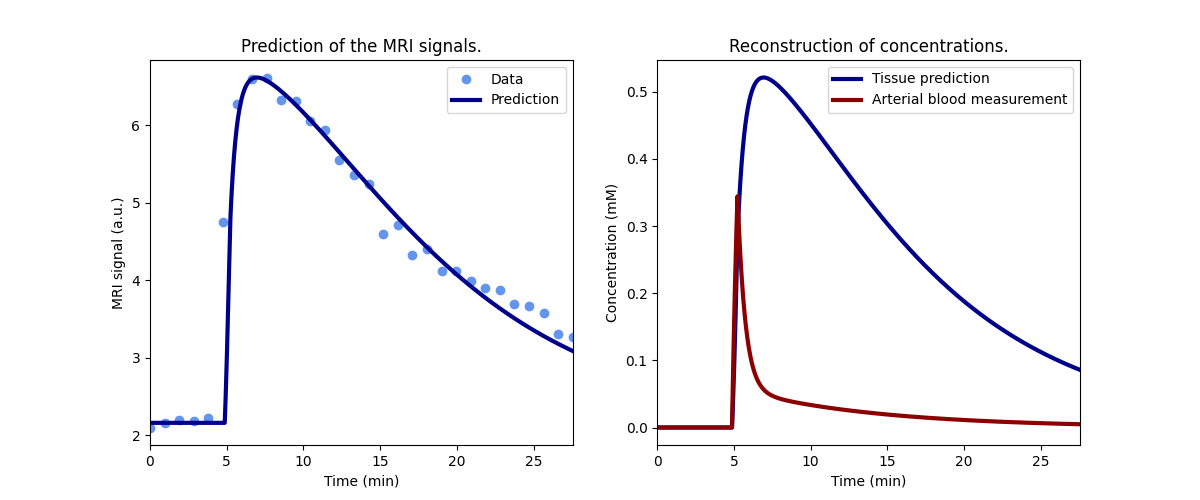 Prediction of the MRI signals.
Data
Prediction
6
5
4
3
2
MRI signal (a.u.)
0
5
10
15
20
25
Time (min)
Reconstruction of concentrations.
Tissue prediction
Arterial blood measurement
0.5
0.4
0.3
0.2
0.1
0.0
Concentration (mM)
0
5
10
15
20
25
Time (min)